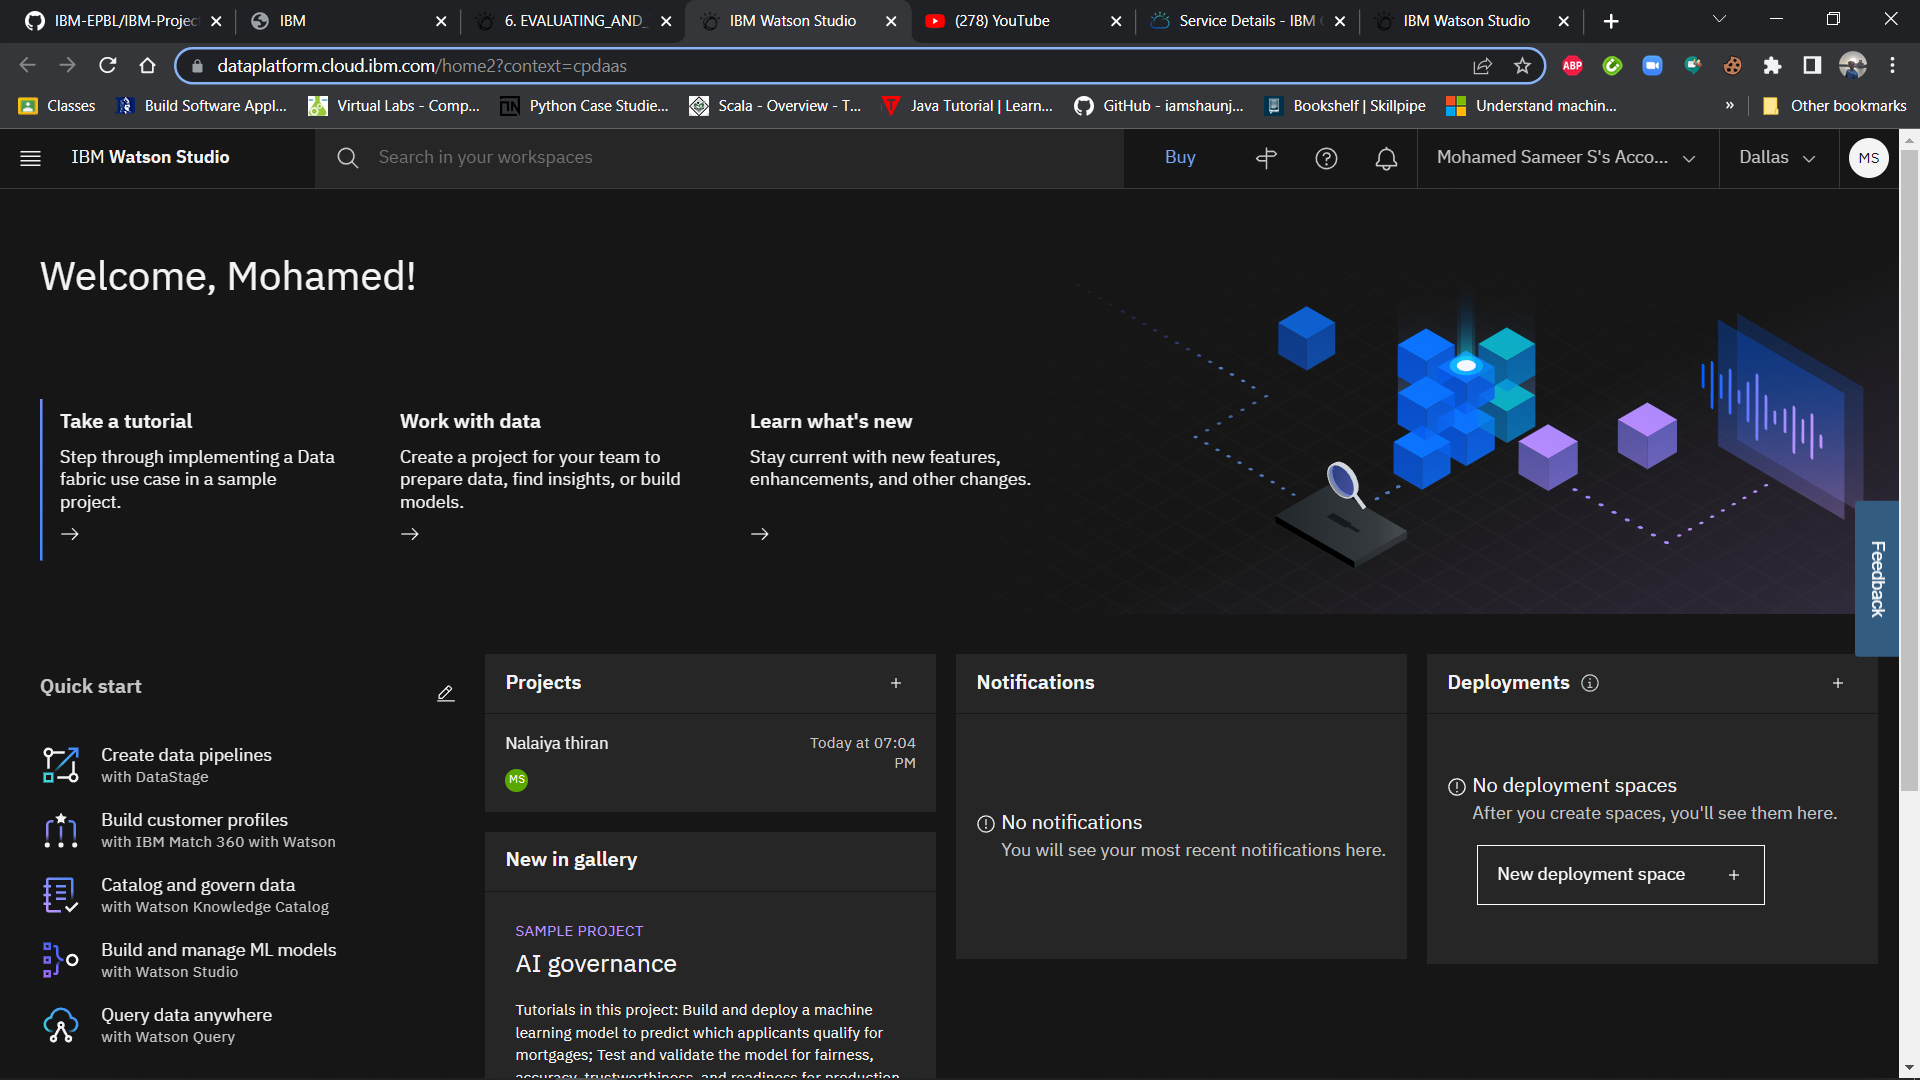 IBM-EPBL/IBM-Projec
IBM
6. EVALUATING_AND_
IBM Watson Studio
(278) YouTube
Service Details - IBM
IBM Watson Studio
dataplatform.cloud.ibm.com/home2?context=cpdaas
ABP
Classes
Build Software Appl...
Virtual Labs - Comp...
Python Case Studie...
Scala - Overview - T...
Java Tutorial | Learn...
GitHub - iamshaunj...
Bookshelf | Skillpipe
Understand machin...
»
Other bookmarks
IBM Watson Studio
Search in your workspaces
Buy
Mohamed Sameer S's Acco...
Dallas
MS
Welcome, Mohamed!
Take a tutorial
Step through implementing a Data
fabric use case in a sample
project.
Work with data
Create a project for your team to
prepare data, find insights, or build
models.
Learn what's new
Stay current with new features,
enhancements, and other changes.
Feedback
Quick start
Create data pipelines
with DataStage
Build customer profiles
with IBM Match 360 with Watson
Catalog and govern data
with Watson Knowledge Catalog
Build and manage ML models
with Watson Studio
Query data anywhere
with Watson Query
Projects
Nalaiya thiran
Today at 07:04
PM
MS
New in gallery
SAMPLE PROJECT
AI governance
Tutorials in this project: Build and deploy a machine
learning model to predict which applicants qualify for
mortgages; Test and validate the model for fairness,
accuracy, trustworthiness, and readiness for production
Notifications
No notifications
You will see your most recent notifications here.
Deployments
No deployment spaces
After you create spaces, you'll see them here.
New deployment space